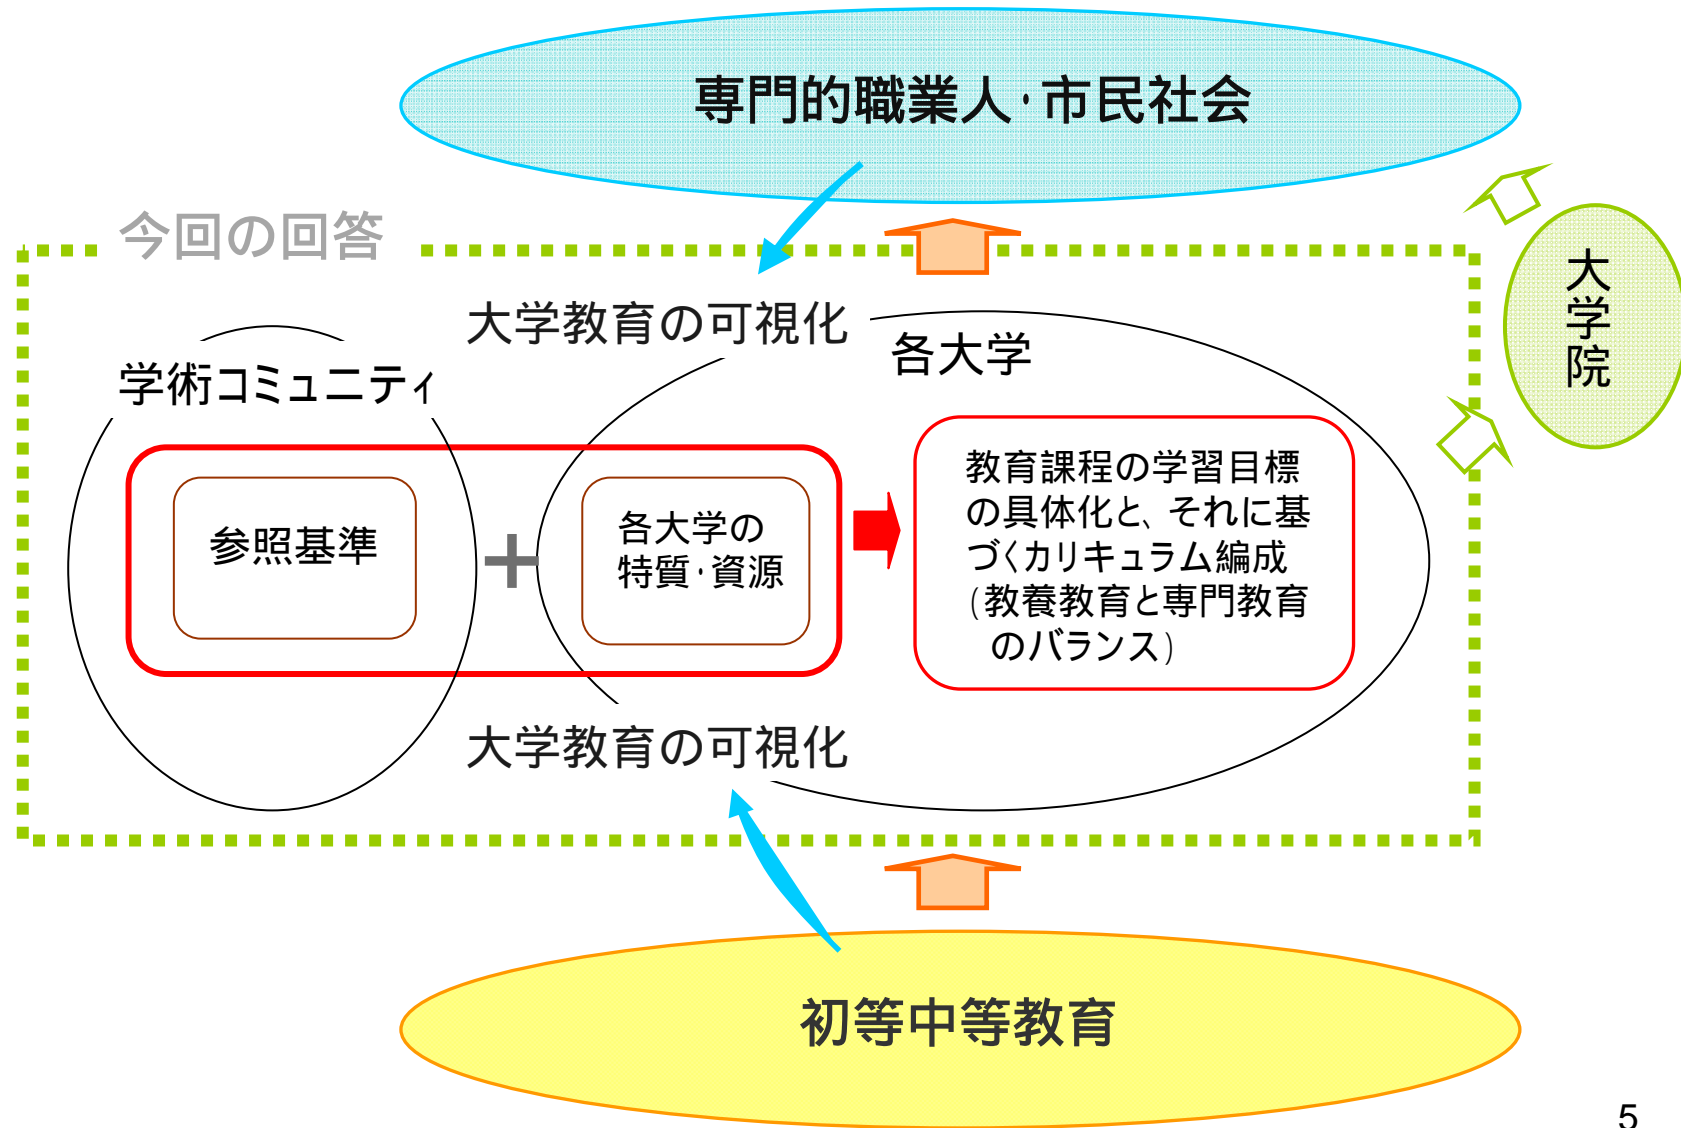 専門的職業人・市民社会
今回の回答
大学教育の可視化
各大学
大学院
学術コミュニティ
参照基準
+
各大学の
特質・資源
教育課程の学習目標
の具体化と、それに基
づくカリキュラム編成
(教養教育と専門教育
のバランス)
大学教育の可視化
初等中等教育
5